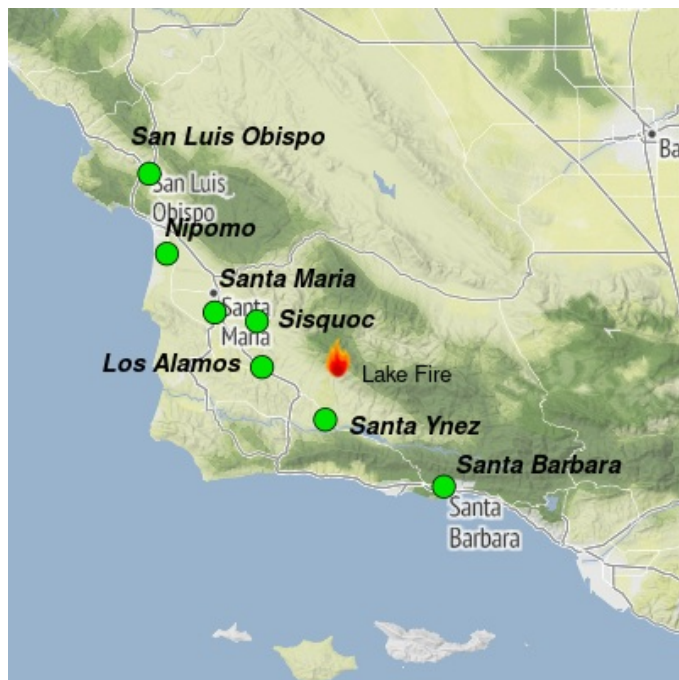 San Luis Obispo
San Luis
Obispo
Nipomo
Santa Maria
Santa
Maria
Sisquoc
Los Alamos
Lake Fire
Santa Ynez
Santa Barbara
Santa
Barbara
Ba